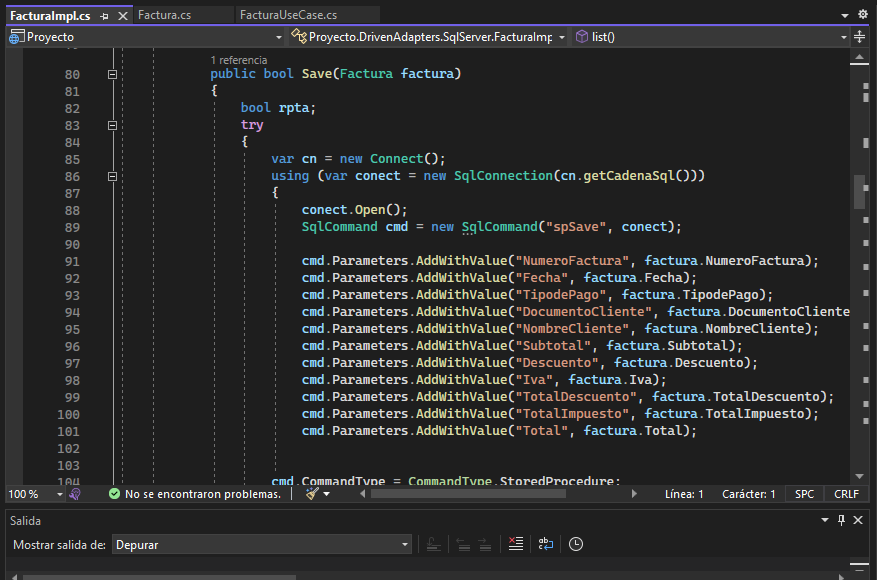 FacturaImpl.cs Factura.cs FacturaUseCase.cs
Proyecto Proyecto.DrivenAdapters.SqlServer.FacturaImp list()
1 referencia
80 public bool Save(Factura factura)
81 {
82 bool rpta;
83 try
84 {
85 var cn = new Connect();
86 using (var conect = new SqlConnection(cn.getCadenaSql()))
87 {
88 conect.Open();
89 SqlCommand cmd = new SqlCommand("spSave", conect);
90
91 cmd.Parameters.AddWithValue("NumeroFactura", factura.NumeroFactura);
92 cmd.Parameters.AddWithValue("Fecha", factura.Fecha);
93 cmd.Parameters.AddWithValue("TipodePago", factura.TipodePago);
94 cmd.Parameters.AddWithValue("DocumentoCliente", factura.DocumentoCliente
95 cmd.Parameters.AddWithValue("NombreCliente", factura.NombreCliente);
96 cmd.Parameters.AddWithValue("Subtotal", factura.Subtotal);
97 cmd.Parameters.AddWithValue("Descuento", factura.Descuento);
98 cmd.Parameters.AddWithValue("Iva", factura.Iva);
99 cmd.Parameters.AddWithValue("TotalDescuento", factura.TotalDescuento);
100 cmd.Parameters.AddWithValue("TotalImpuesto", factura.TotalImpuesto);
101 cmd.Parameters.AddWithValue("Total", factura.Total);
102
103
104 cmd.CommandType = CommandType.StoredProcedure;
100 % No se encontraron problemas. Línea: 1 Carácter: 1 SPC CRLF
Salida
Mostrar salida de: Depurar